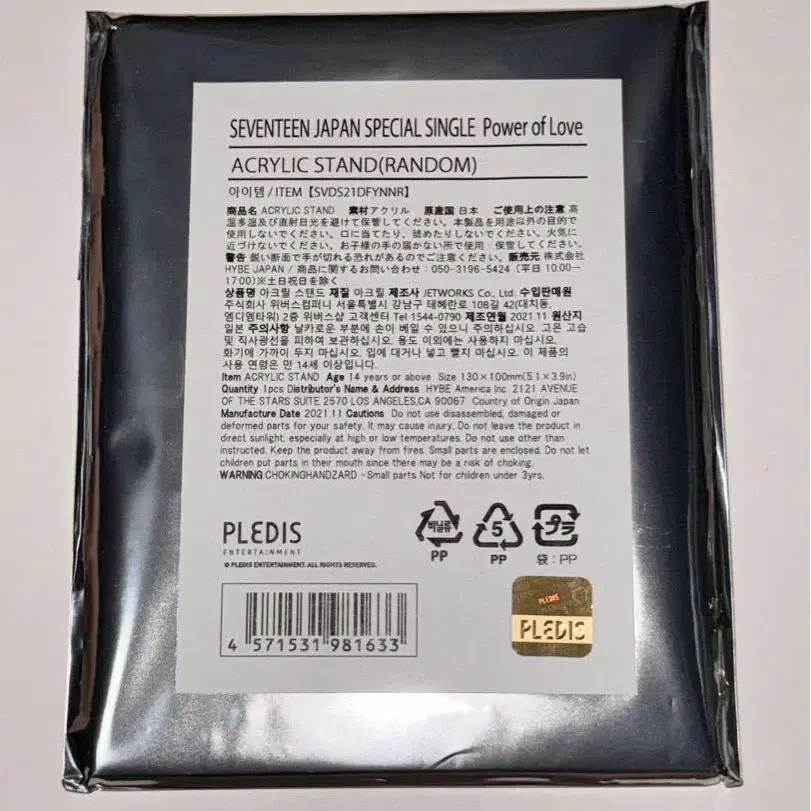 SEVENTEEN JAPAN SPECIAL SINGLE Power of Love
ACRYLIC STAND(RANDOM)
아이템 / ITEM【SVDS21DFYNNR】
商品名 ACRYLIC STAND 素材アクリル 原産国 日本 ご使用上の注意 高
温多湿及び直射日光を避けて保管してください。本製品を用途以外の目的で
使用しないでください。口に当てたり、舐めたりしないでください。火気に
近づけないでください。お子様の手の届かない所で使用・保管してください。
警告 鋭い断面で手が切れる恐れがあるのでご注意ください。販売元 株式会社
HYBE JAPAN / 商品に関するお問い合わせ：050-3196-5424（平日 10:00―
17:00)※土日祝日を除く
상품명 아크릴 스탠드 재질 아크릴 제조사 JETWORKS Co., Ltd. 수입판매원
주식회사 위버스컴퍼니 서울특별시 강남구 테헤란로 108길 42(대치동,
엠디엠타워) 2층 위버스샵 고객센터 Tel 1544-0790 제조연월 2021.11 원산지
일본 주의사항 날카로운 부분에 손이 베일 수 있으니 주의하십시오. 고온 고습
및 직사광선을 피하여 보관하십시오. 용도 이외에는 사용하지 마십시오.
화기에 가까이 두지 마십시오. 입에 대거나 넣고 빨지 마십시오. 이 제품의
사용 연령은 만 14세 이상입니다.
Item ACRYLIC STAND Age 14 years or above Size 130×100mm(5.1×3.9in)
Quantity 1pcs Distributor's Name & Address HYBE America Inc. 2121 AVENUE
OF THE STARS SUITE 2570 LOS ANGELES,CA 90067 Country of Origin Japan
Manufacture Date 2021.11 Cautions Do not use disassembled, damaged or
deformed parts for your safety. It may cause injury. Do not leave the product in
direct sunlight, especially at high or low temperatures. Do not use other than
instructed. Keep the product away from fires. Small parts are enclosed. Do not let
children put parts in their mouth since there may be a risk of choking.
WARNING:CHOKINGHANDZARD -Small parts Not for children under 3yrs.
PLEDIS
ENTERTAINMENT
© PLEDIS ENTERTAINMENT. ALL RIGHTS RESERVED.
비닐류
PP
5
PP
プラ
袋：PP
4 571531 981633
PLEDIS
PLEDIS